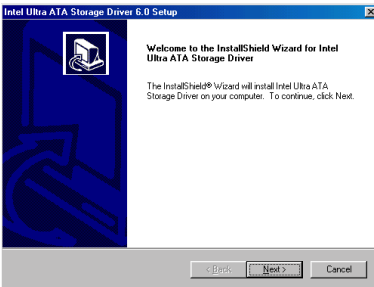 Intel Ultra ATA Storage Driver 6.0 Setup
Welcome to the InstallShield Wizard for Intel
Ultra ATA Storage Driver
The InstallShield® Wizard will install Intel Ultra ATA
Storage Driver on your computer. To continue, click Next.
< Back
Next >
Cancel